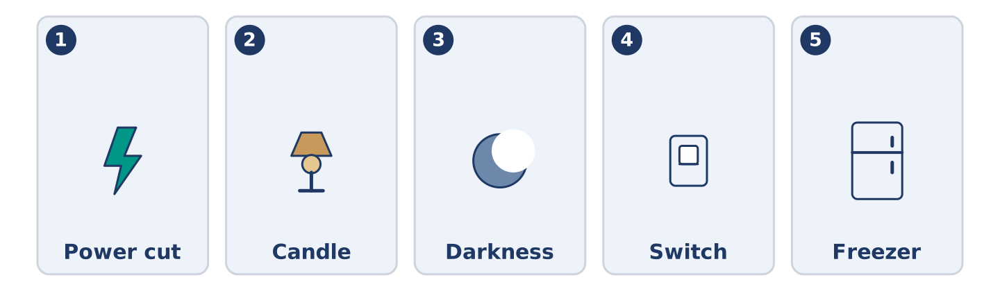 1
2
3
4
5
Power cut
Candle
Darkness
Switch
Freezer